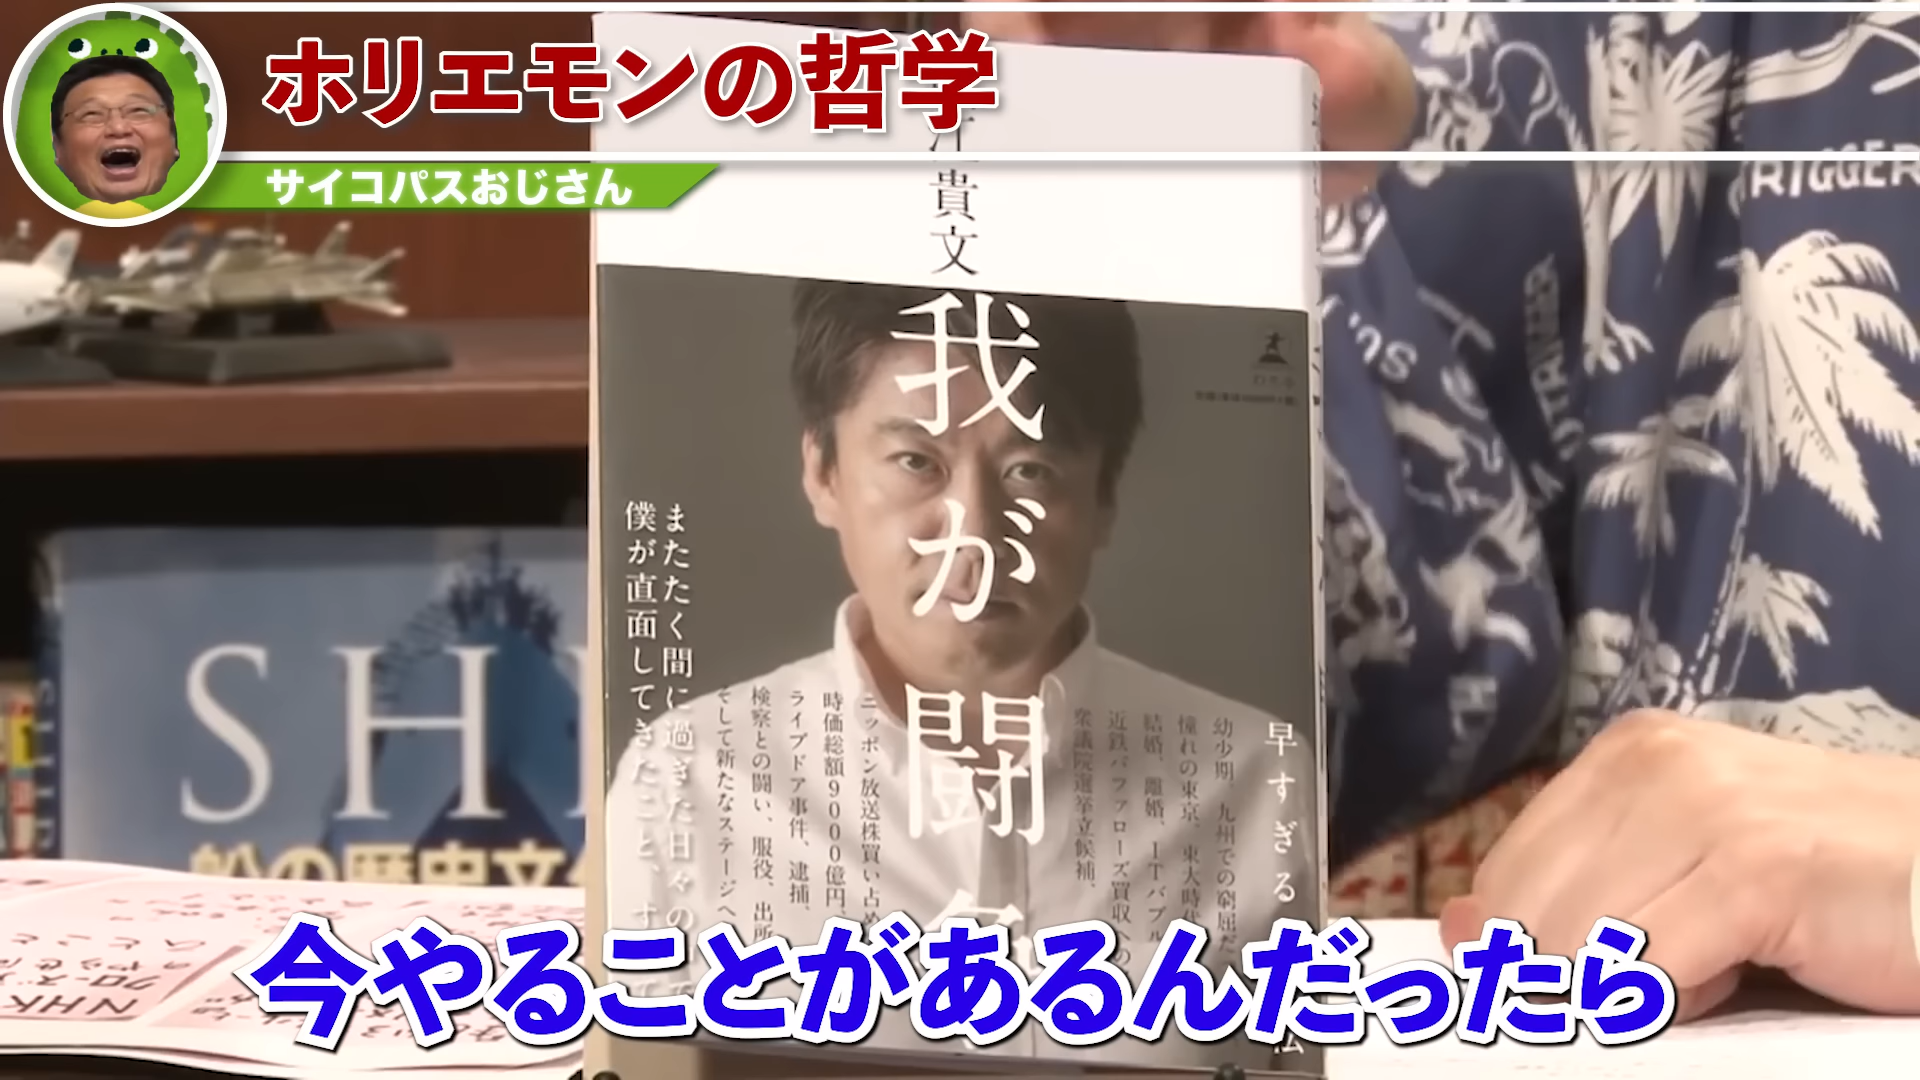 ホリエモンの哲学
サイコパスおじさん
貴文
我が闘
早すぎる
またたく間に過ぎた日々の
僕が直面してきたこと、す
幼少期、九州での窮屈だ
憧れの東京、東大時代
結婚、離婚、ITバブル
近鉄バファローズ買収への
衆議院選挙立候補、
ニッポン放送株買い占め
時価総額9000億円、
ライブドア事件、逮捕、
検察との闘い、服役、出所
そして新たなステージへ
TRIGGER
SH
船の歴史文
NHK
今やることがあるんだったら